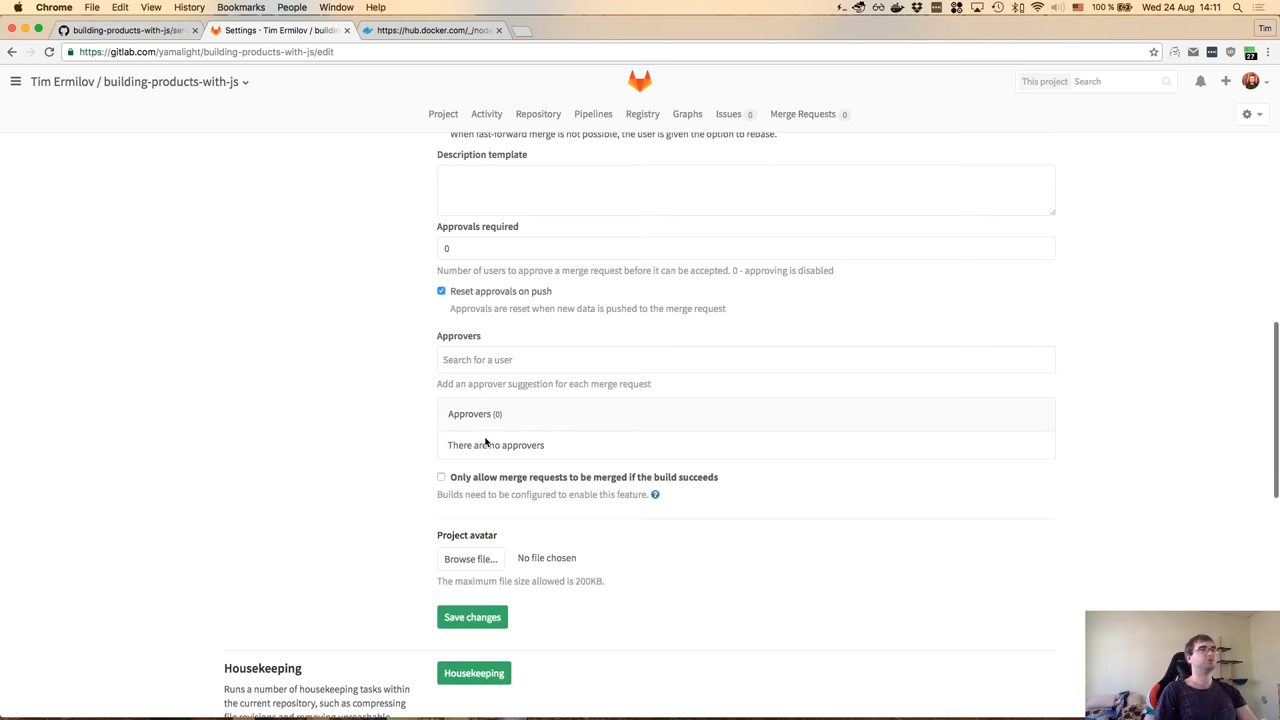 Chrome File Edit View History Bookmarks People Window Help 100 % Wed 24 Aug 14:11
building-products-with-js/ser Settings · Tim Ermilov / buildin https://hub.docker.com/_/node Tim
https://gitlab.com/yamalight/building-products-with-js/edit 27
Tim Ermilov / building-products-with-js This project Search
Project Activity Repository Pipelines Registry Graphs Issues 0 Merge Requests 0
When fast-forward merge is not possible, the user is given the option to rebase.
Description template
Approvals required
0
Number of users to approve a merge request before it can be accepted. 0 - approving is disabled
Reset approvals on push
Approvals are reset when new data is pushed to the merge request
Approvers
Search for a user
Add an approver suggestion for each merge request
Approvers (0)
There are no approvers
Only allow merge requests to be merged if the build succeeds
Builds need to be configured to enable this feature. ?
Project avatar
Browse file... No file chosen
The maximum file size allowed is 200KB.
Save changes
Housekeeping Housekeeping
Runs a number of housekeeping tasks within
the current repository, such as compressing
file revisions and removing unreachable